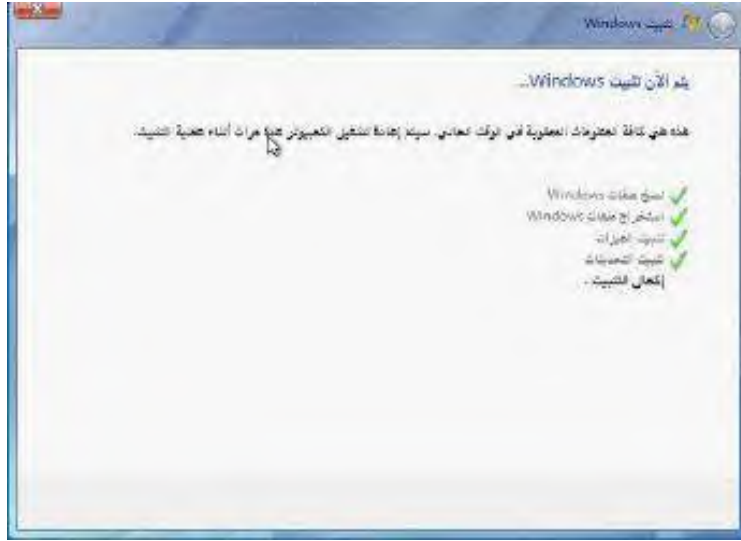 تثبيت Windows
يتم الآن تثبيت Windows...
هذه هي كافة المعلومات المطلوبة في الوقت الحالي. سيتم إعادة تشغيل الكمبيوتر عدة مرات أثناء عملية التثبيت.
نسخ ملفات Windows
استخراج ملفات Windows
تثبيت الميزات
تثبيت التحديثات
إكمال التثبيت .